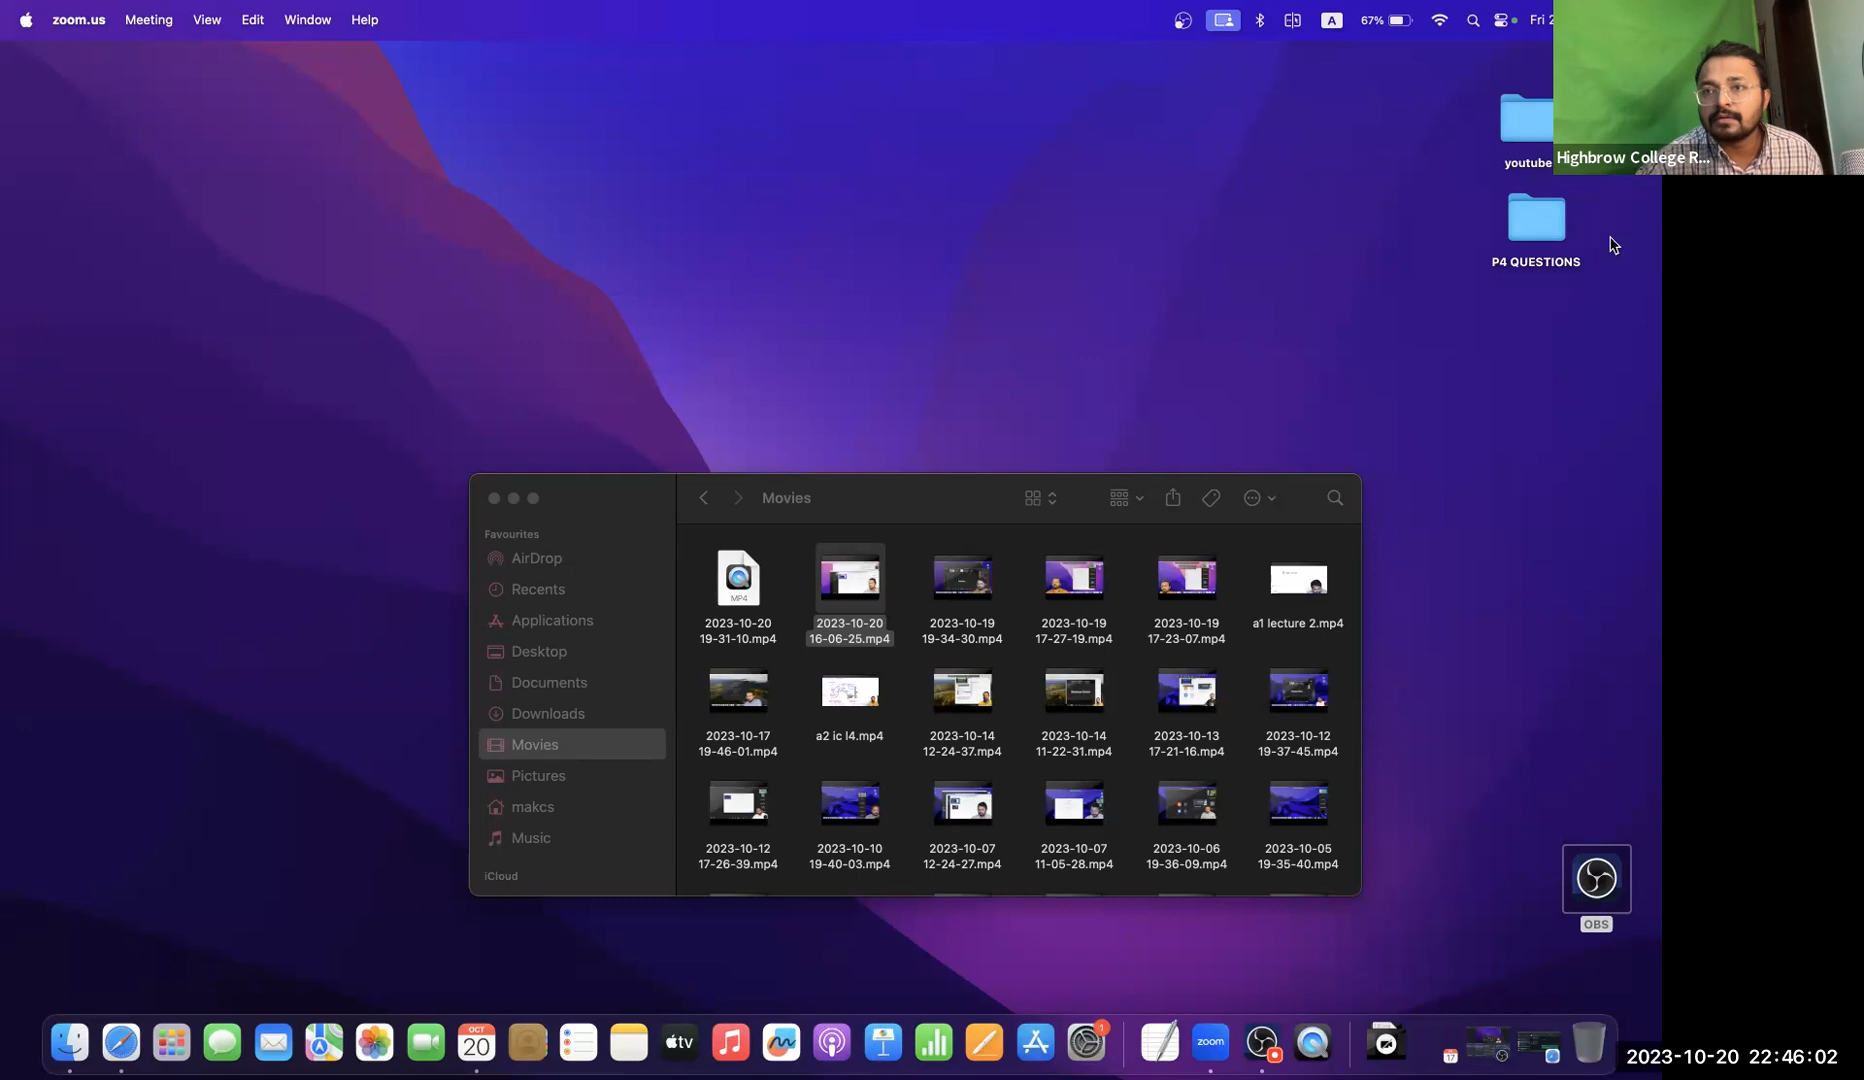 zoom.us Meeting View Edit Window Help
A 67% Fri 2
youtube
Highbrow College R...
P4 QUESTIONS
Movies
Favourites
AirDrop
Recents
Applications
Desktop
Documents
Downloads
Movies
Pictures
makcs
Music
iCloud
MP4
2023-10-20
19-31-10.mp4
2023-10-20
16-06-25.mp4
2023-10-19
19-34-30.mp4
2023-10-19
17-27-19.mp4
2023-10-19
17-23-07.mp4
a1 lecture 2.mp4
2023-10-17
19-46-01.mp4
a2 ic l4.mp4
2023-10-14
12-24-37.mp4
2023-10-14
11-22-31.mp4
2023-10-13
17-21-16.mp4
2023-10-12
19-37-45.mp4
2023-10-12
17-26-39.mp4
2023-10-10
19-40-03.mp4
2023-10-07
12-24-27.mp4
2023-10-07
11-05-28.mp4
2023-10-06
19-36-09.mp4
2023-10-05
19-35-40.mp4
OBS
OCT
20
tv
1
zoom
17
2023-10-20 22:46:02